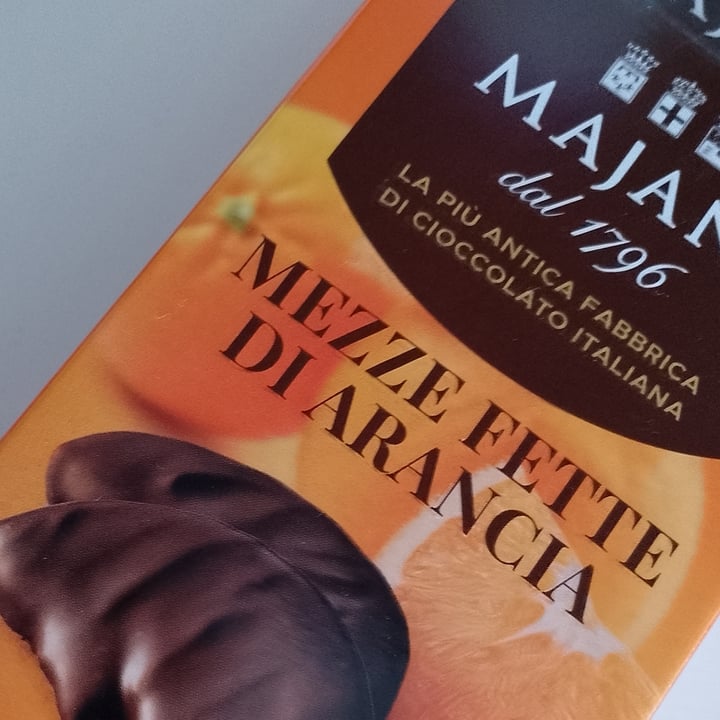 MAJAN
dal 1796
LA PIÙ ANTICA FABBRICA
DI CIOCCOLATO ITALIANA
MEZZE FETTE
DI ARANCIA